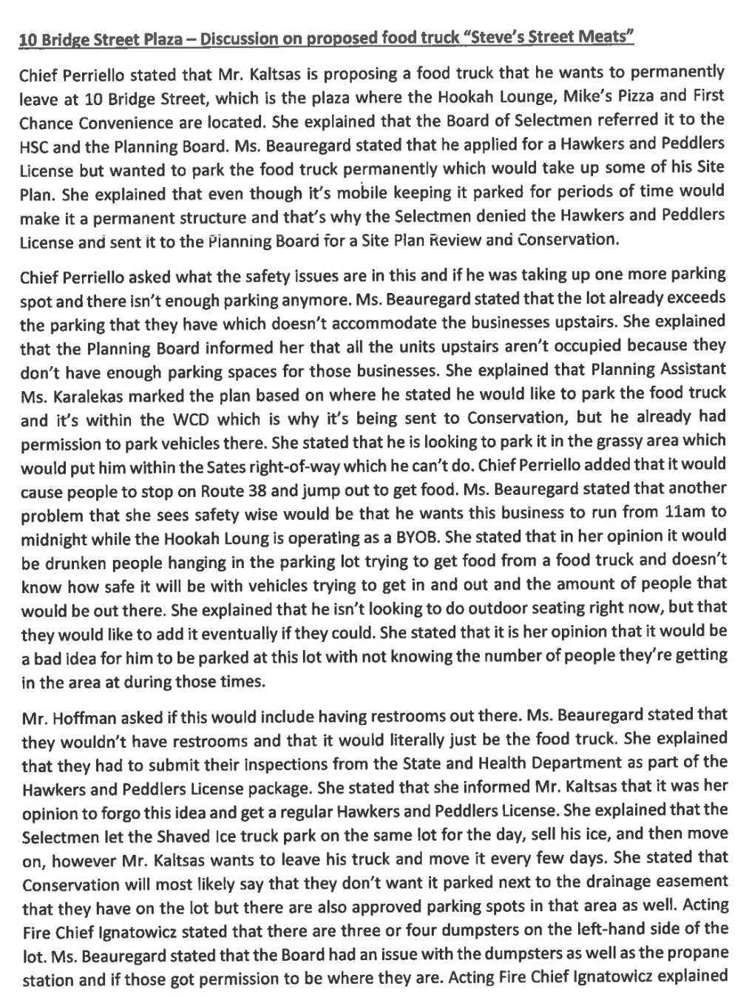 10 Bridge Street Plaza – Discussion on proposed food truck “Steve’s Street Meats”
Chief Perriello stated that Mr. Kaltsas is proposing a food truck that he wants to permanently
leave at 10 Bridge Street, which is the plaza where the Hookah Lounge, Mike’s Pizza and First
Chance Convenience are located. She explained that the Board of Selectmen referred it to the
HSC and the Planning Board. Ms. Beauregard stated that he applied for a Hawkers and Peddlers
License but wanted to park the food truck permanently which would take up some of his Site
Plan. She explained that even though it’s mobile keeping it parked for periods of time would
make it a permanent structure and that’s why the Selectmen denied the Hawkers and Peddlers
License and sent it to the Planning Board for a Site Plan Review and Conservation.
Chief Perriello asked what the safety issues are in this and if he was taking up one more parking
spot and there isn’t enough parking anymore. Ms. Beauregard stated that the lot already exceeds
the parking that they have which doesn’t accommodate the businesses upstairs. She explained
that the Planning Board informed her that all the units upstairs aren’t occupied because they
don’t have enough parking spaces for those businesses. She explained that Planning Assistant
Ms. Karalekas marked the plan based on where he stated he would like to park the food truck
and it’s within the WCD which is why it’s being sent to Conservation, but he already had
permission to park vehicles there. She stated that he is looking to park it in the grassy area which
would put him within the Sates right-of-way which he can’t do. Chief Perriello added that it would
cause people to stop on Route 38 and jump out to get food. Ms. Beauregard stated that another
problem that she sees safety wise would be that he wants this business to run from 11am to
midnight while the Hookah Loung is operating as a BYOB. She stated that in her opinion it would
be drunken people hanging in the parking lot trying to get food from a food truck and doesn’t
know how safe it will be with vehicles trying to get in and out and the amount of people that
would be out there. She explained that he isn’t looking to do outdoor seating right now, but that
they would like to add it eventually if they could. She stated that it is her opinion that it would be
a bad idea for him to be parked at this lot with not knowing the number of people they’re getting
in the area at during those times.
Mr. Hoffman asked if this would include having restrooms out there. Ms. Beauregard stated that
they wouldn’t have restrooms and that it would literally just be the food truck. She explained
that they had to submit their inspections from the State and Health Department as part of the
Hawkers and Peddlers License package. She stated that she informed Mr. Kaltsas that it was her
opinion to forgo this idea and get a regular Hawkers and Peddlers License. She explained that the
Selectmen let the Shaved Ice truck park on the same lot for the day, sell his ice, and then move
on, however Mr. Kaltsas wants to leave his truck and move it every few days. She stated that
Conservation will most likely say that they don’t want it parked next to the drainage easement
that they have on the lot but there are also approved parking spots in that area as well. Acting
Fire Chief Ignatowicz stated that there are three or four dumpsters on the left-hand side of the
lot. Ms. Beauregard stated that the Board had an issue with the dumpsters as well as the propane
station and if those got permission to be where they are. Acting Fire Chief Ignatowicz explained